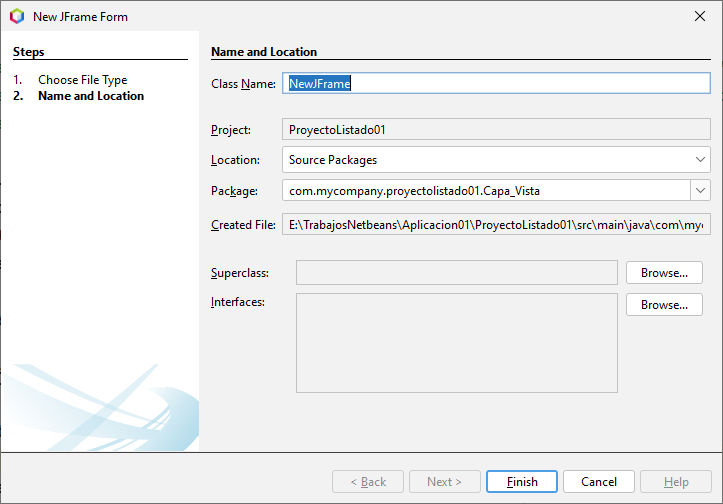 New JFrame Form
Steps
1. Choose File Type
2. Name and Location
Name and Location
Class Name: NewJFrame
Project: ProyectoListado01
Location: Source Packages
Package: com.mycompany.proyectolistado01.Capa_Vista
Created File: E:\TrabajosNetbeans\Aplicacion01\ProyectoListado01\src\main\java\com\myc
Superclass: Browse...
Interfaces: Browse...
< Back Next > Finish Cancel Help